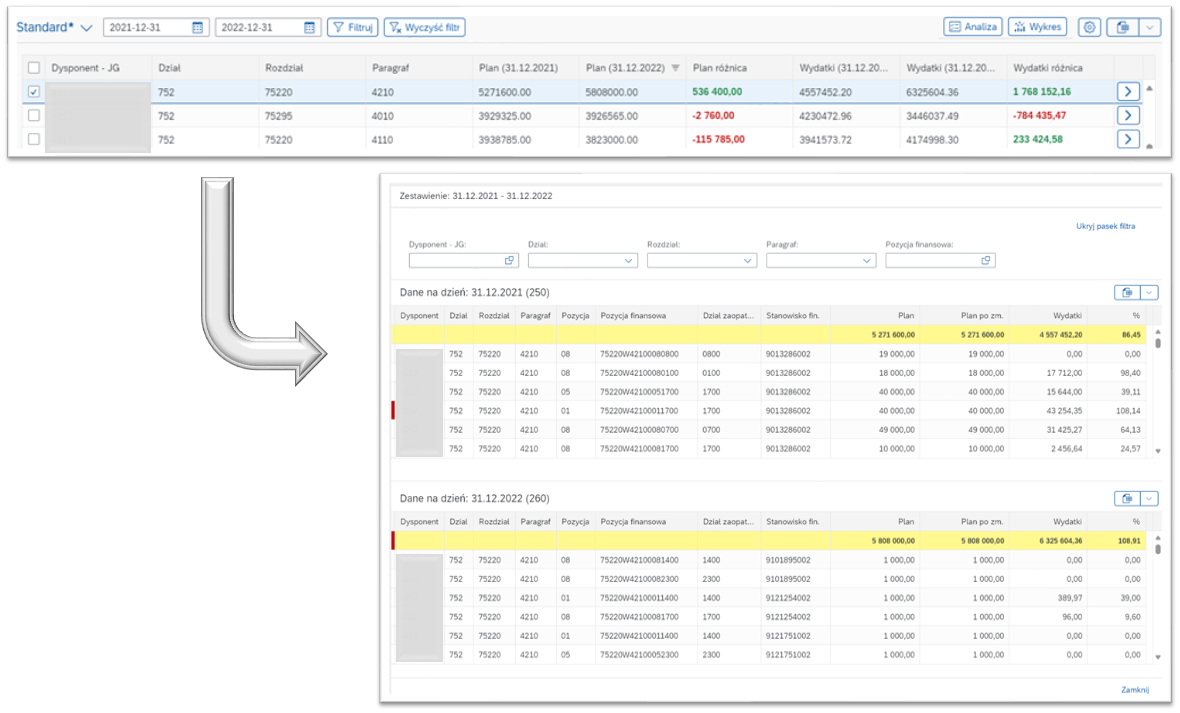 Standard* 2021-12-31 2022-12-31 Filtruj Wyczyść filtr Analiza Wykres
Dysponent - JG Dział Rozdział Paragraf Plan (31.12.2021) Plan (31.12.2022) Plan różnica Wydatki (31.12.20... Wydatki (31.12.20... Wydatki różnica
752 75220 4210 5271600.00 5808000.00 536 400,00 4557452.20 6325604.36 1 768 152,16
752 75295 4010 3929325.00 3926565.00 -2 760,00 4230472.96 3446037.49 -784 435,47
752 75220 4110 3938785.00 3823000.00 -115 785,00 3941573.72 4174998.30 233 424,58
Zestawienie: 31.12.2021 - 31.12.2022
Ukryj pasek filtra
Dysponent - JG: Dział: Rozdział: Paragraf: Pozycja finansowa:
Dane na dzień: 31.12.2021 (250)
Dysponent Dział Rozdział Paragraf Pozycja Pozycja finansowa Dział zaopat... Stanowisko fin. Plan Plan po zm. Wydatki %
5 271 600,00 5 271 600,00 4 557 452,20 86,45
752 75220 4210 08 75220W42100080800 0800 9013286002 19 000,00 19 000,00 0,00 0,00
752 75220 4210 08 75220W42100080100 0100 9013286002 18 000,00 18 000,00 17 712,00 98,40
752 75220 4210 05 75220W42100051700 1700 9013286002 40 000,00 40 000,00 15 644,00 39,11
752 75220 4210 01 75220W42100011700 1700 9013286002 40 000,00 40 000,00 43 254,35 108,14
752 75220 4210 08 75220W42100080700 0700 9013286002 49 000,00 49 000,00 31 425,27 64,13
752 75220 4210 08 75220W42100081700 1700 9013286002 10 000,00 10 000,00 2 456,64 24,57
Dane na dzień: 31.12.2022 (260)
Dysponent Dział Rozdział Paragraf Pozycja Pozycja finansowa Dział zaopat... Stanowisko fin. Plan Plan po zm. Wydatki %
5 808 000,00 5 808 000,00 6 325 604,36 108,91
752 75220 4210 08 75220W42100081400 1400 9101895002 1 000,00 1 000,00 0,00 0,00
752 75220 4210 08 75220W42100082300 2300 9101895002 1 000,00 1 000,00 0,00 0,00
752 75220 4210 01 75220W42100011400 1400 9121254002 1 000,00 1 000,00 389,97 39,00
752 75220 4210 08 75220W42100081700 1700 9121254002 1 000,00 1 000,00 96,00 9,60
752 75220 4210 01 75220W42100011400 1400 9121751002 1 000,00 1 000,00 0,00 0,00
752 75220 4210 05 75220W42100052300 2300 9121751002 1 000,00 1 000,00 0,00 0,00
Zamknij